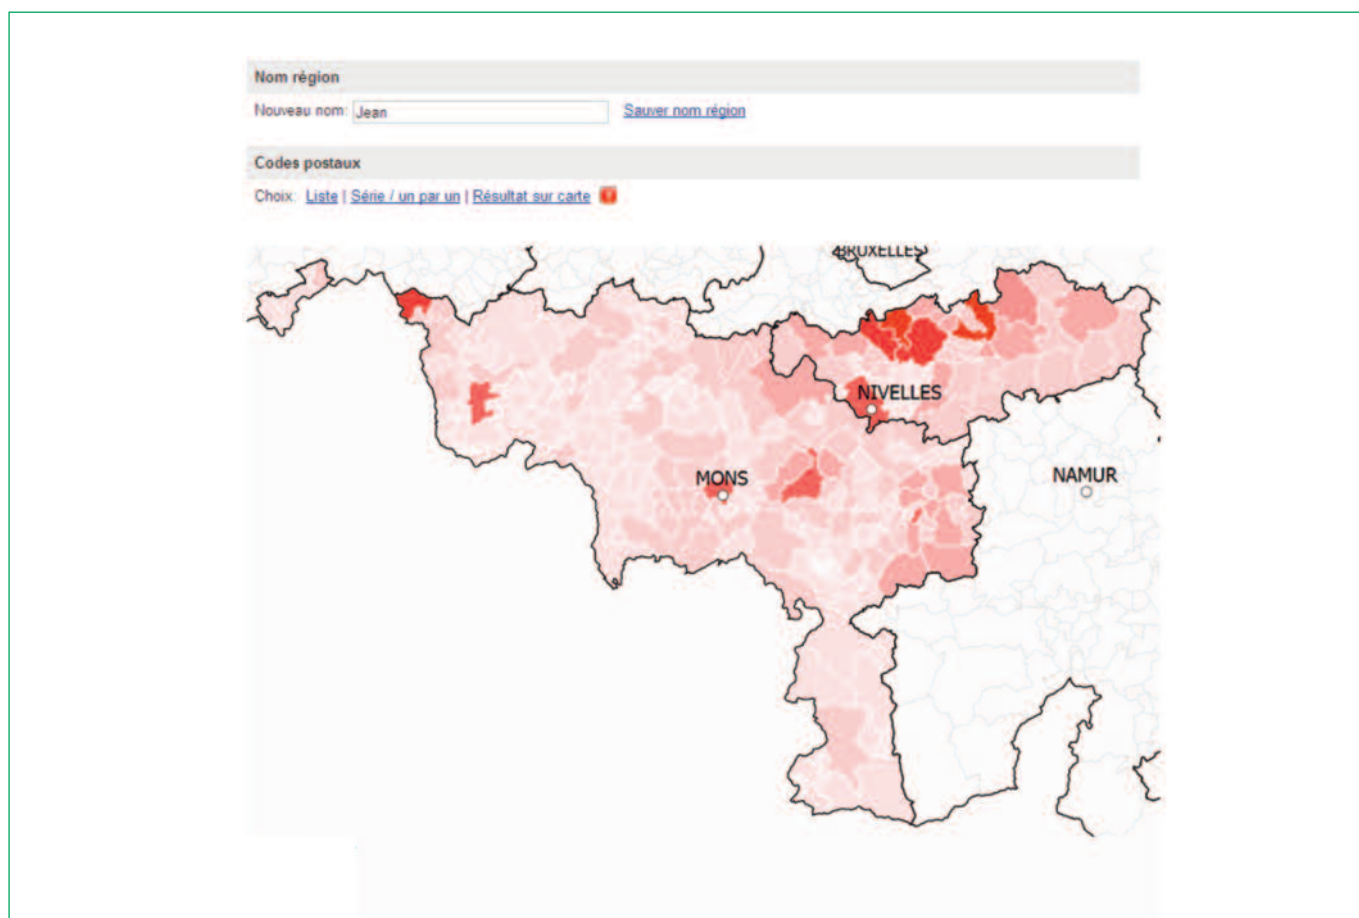 Nom région
Nouveau nom: Jean Sauver nom région
Codes postaux
Choix: Liste | Série / un par un | Résultat sur carte ?
BRUXELLES
NIVELLES
MONS
NAMUR